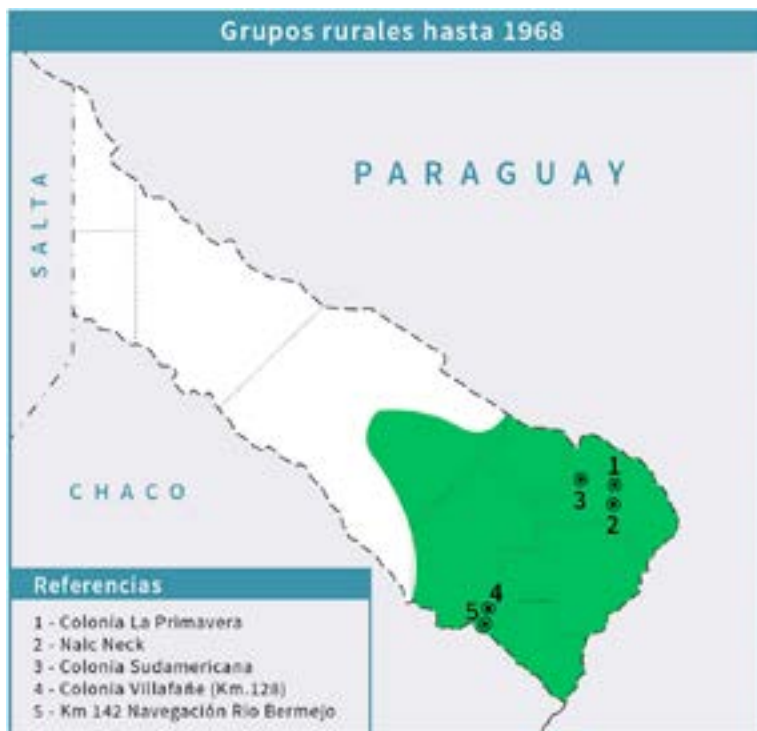 Grupos rurales hasta 1968
PARAGUAY
SALTA
CHACO
1
3
2
4
5
Referencias
1 - Colonia La Primavera
2 - Nalc Neck
3 - Colonia Sudamericana
4 - Colonia Villafañe (Km.128)
5 - Km 142 Navegación Rio Bermejo